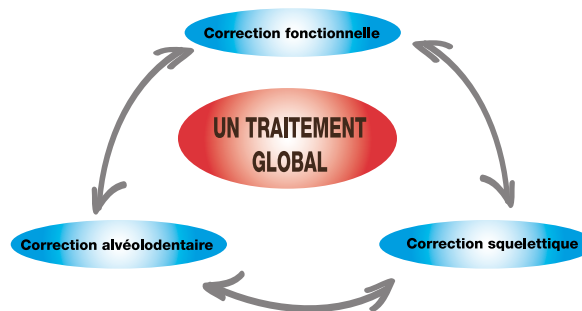 Correction fonctionnelle
UN TRAITEMENT
GLOBAL
Correction alvéolodentaire
Correction squelettique